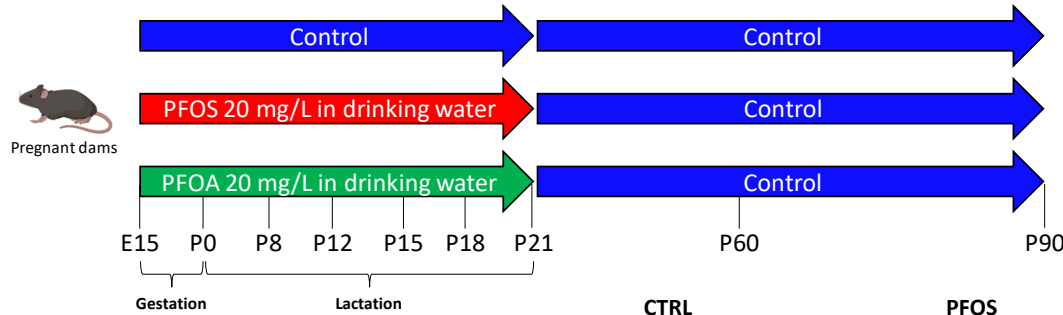 Control Control
PFOS 20 mg/L in drinking water Control
Pregnant dams
PFOA 20 mg/L in drinking water Control
E15 P0 P8 P12 P15 P18 P21 P60 P90
Gestation Lactation
CTRL PFOS